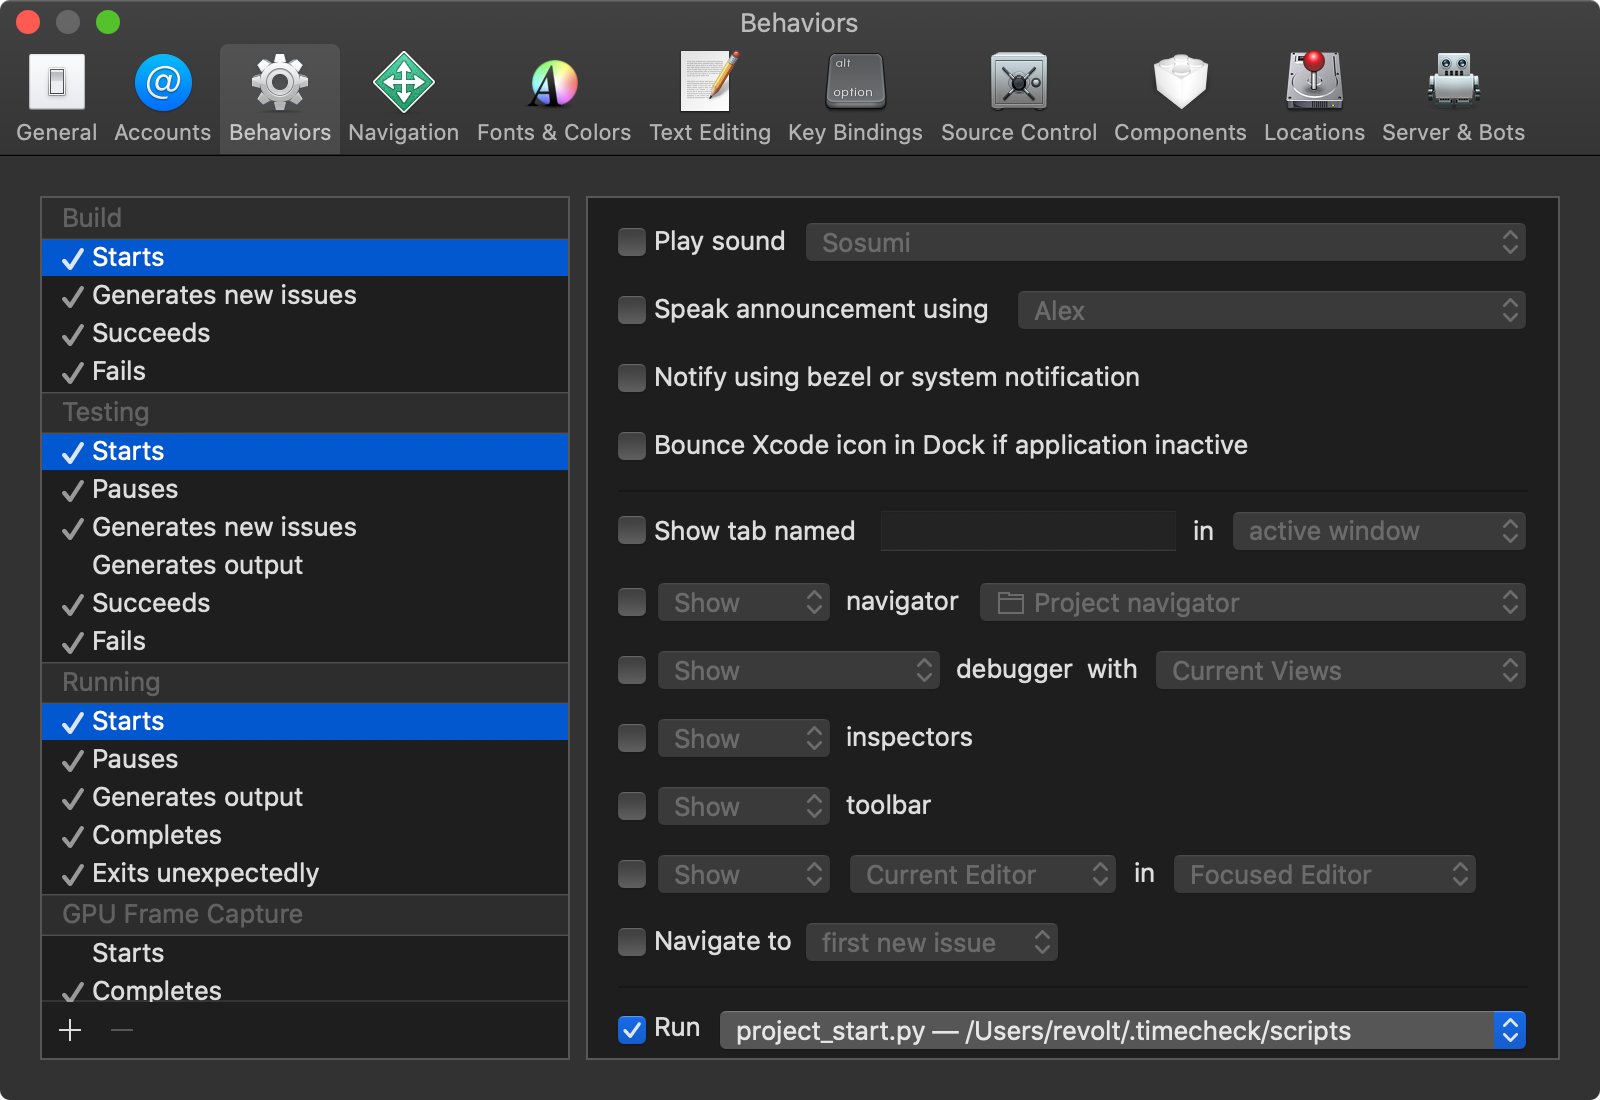 Behaviors
General Accounts Behaviors Navigation Fonts & Colors Text Editing Key Bindings Source Control Components Locations Server & Bots
alt
option
Build
Starts
Generates new issues
Succeeds
Fails
Testing
Starts
Pauses
Generates new issues
Generates output
Succeeds
Fails
Running
Starts
Pauses
Generates output
Completes
Exits unexpectedly
GPU Frame Capture
Starts
Completes
Play sound Sosumi
Speak announcement using Alex
Notify using bezel or system notification
Bounce Xcode icon in Dock if application inactive
Show tab named in active window
Show navigator Project navigator
Show debugger with Current Views
Show inspectors
Show toolbar
Show Current Editor in Focused Editor
Navigate to first new issue
Run project_start.py — /Users/revolt/.timecheck/scripts